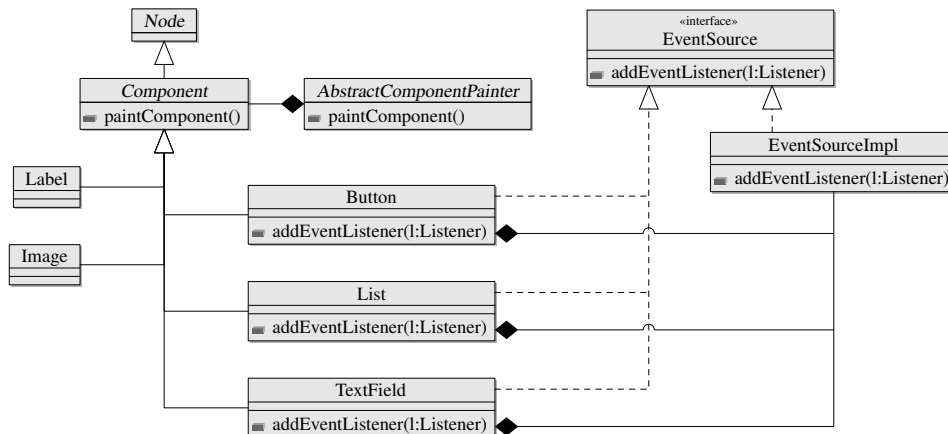 Node
«interface»
EventSource
addEventListener(l:Listener)
Component
paintComponent()
AbstractComponentPainter
paintComponent()
EventSourceImpl
addEventListener(l:Listener)
Label
Button
addEventListener(l:Listener)
Image
List
addEventListener(l:Listener)
TextField
addEventListener(l:Listener)